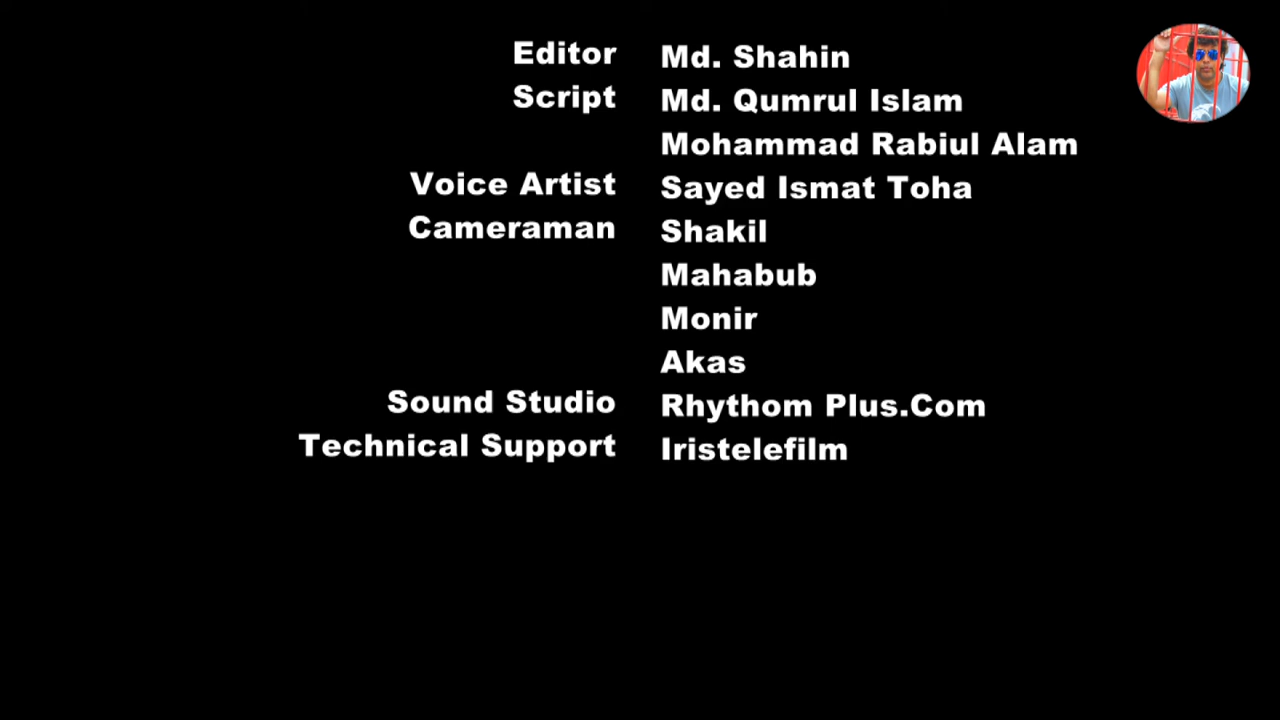 Editor Md. Shahin
Script Md. Qumrul Islam
Mohammad Rabiul Alam
Voice Artist Sayed Ismat Toha
Cameraman Shakil
Mahabub
Monir
Akas
Sound Studio Rhythom Plus.Com
Technical Support Iristelefilm